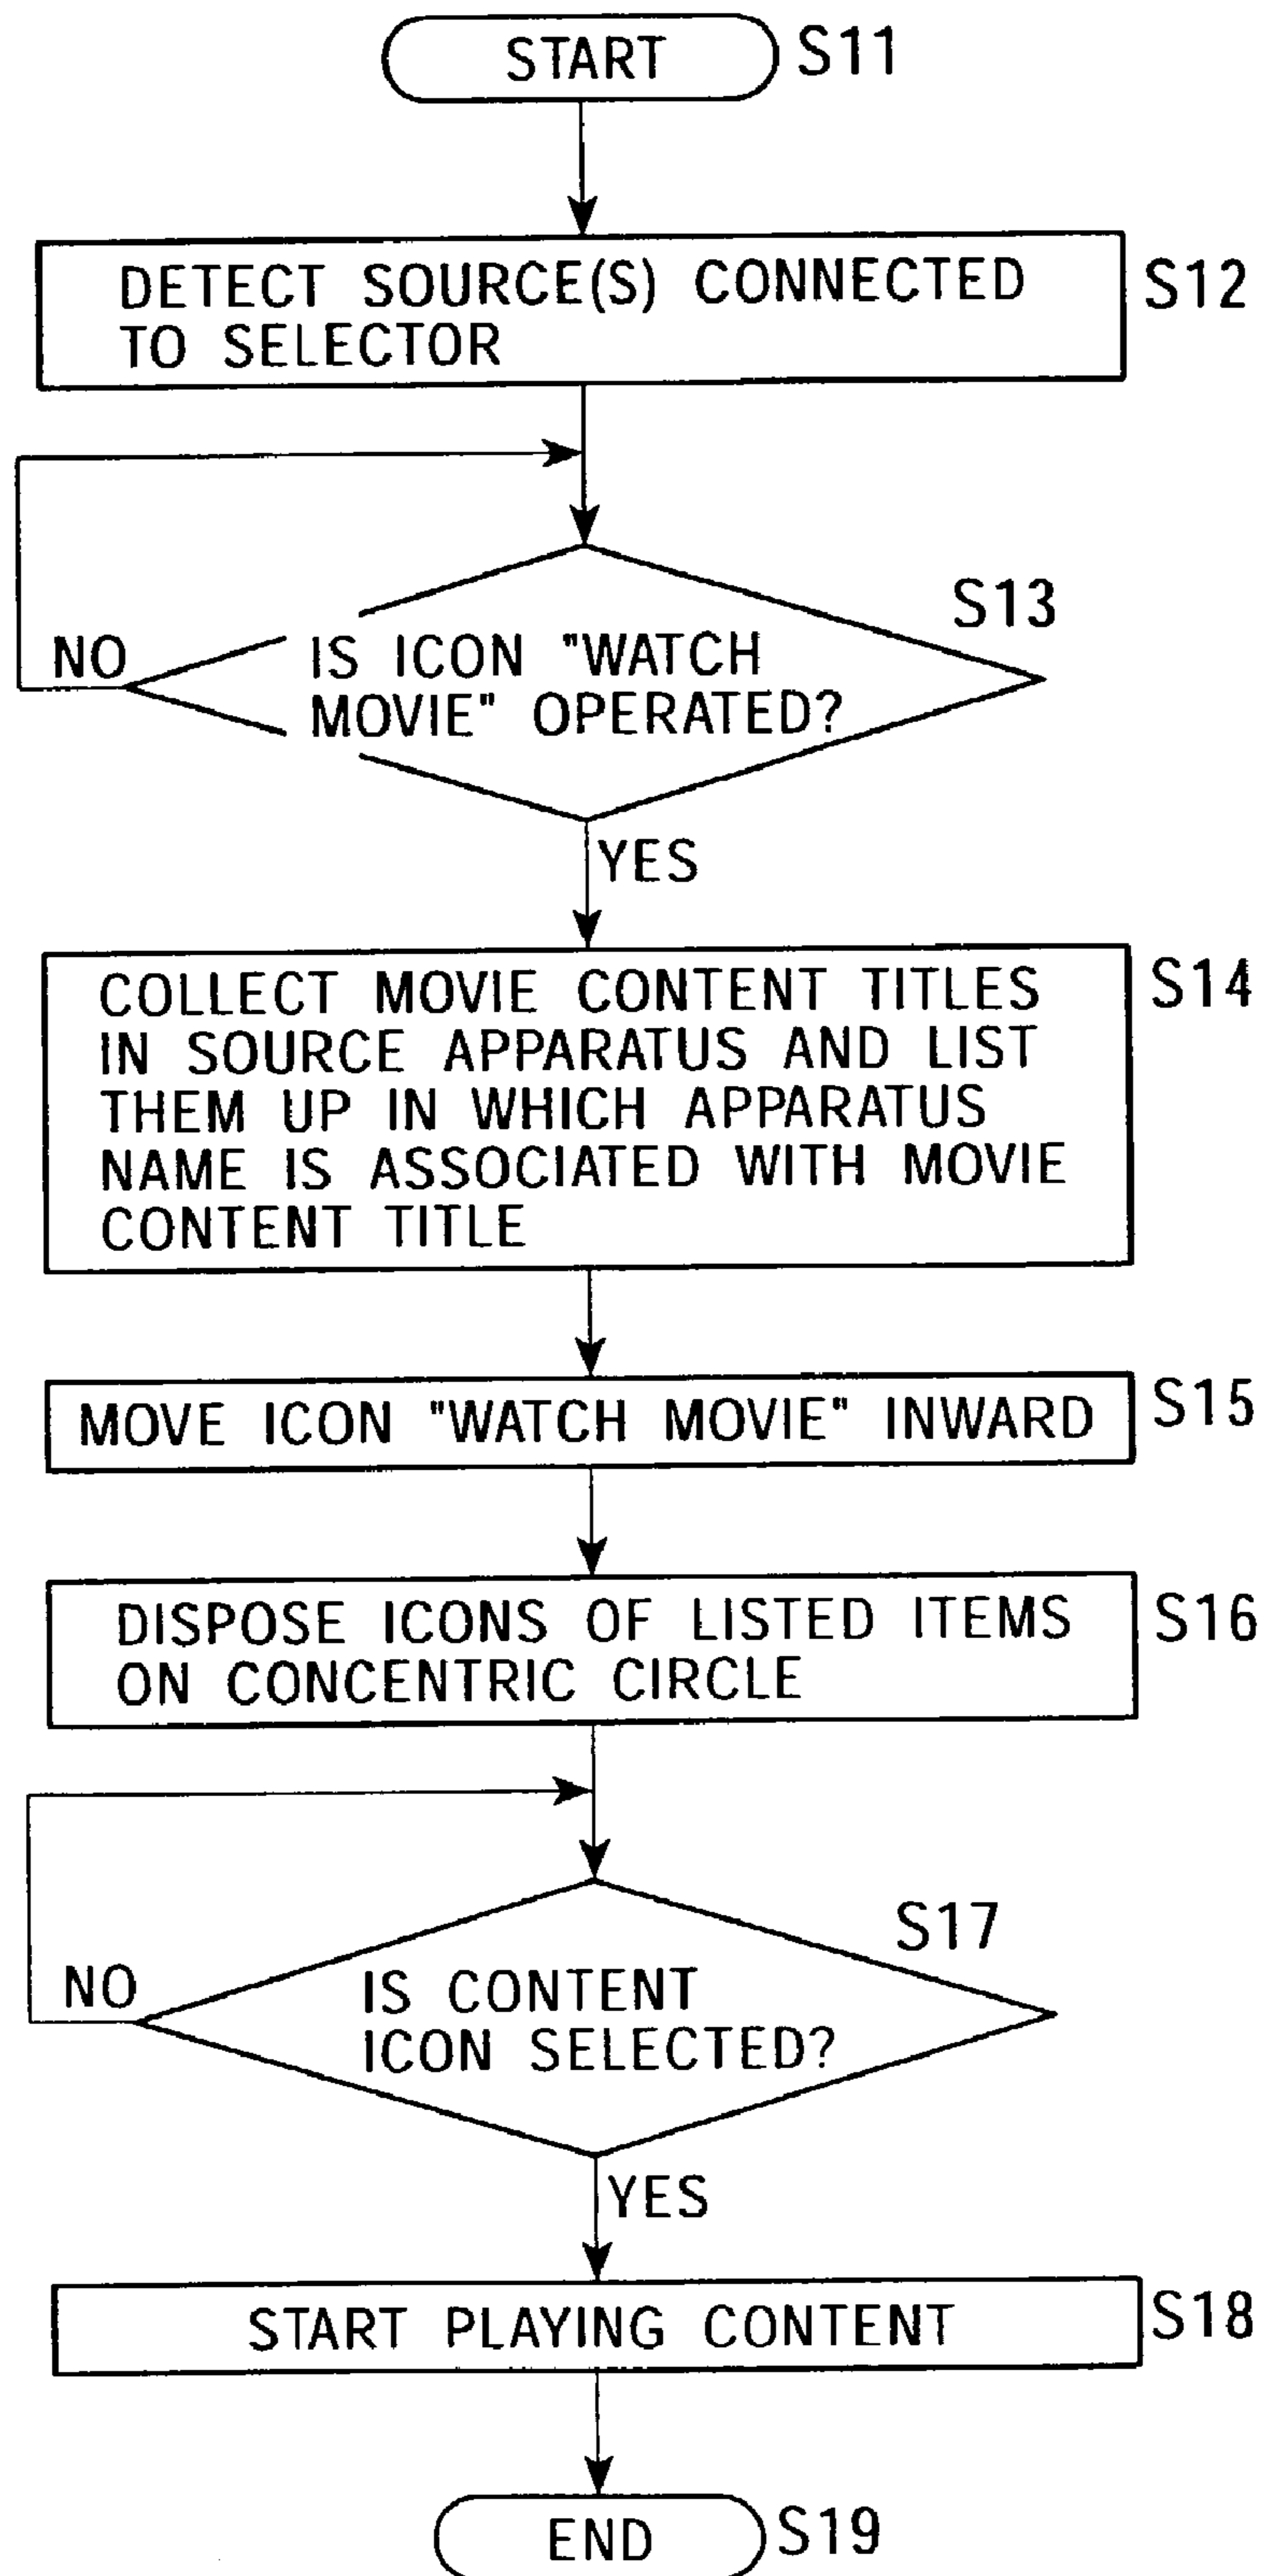 START S11
DETECT SOURCE(S) CONNECTED S12
TO SELECTOR
S13
NO IS ICON "WATCH
MOVIE" OPERATED?
YES
COLLECT MOVIE CONTENT TITLES S14
IN SOURCE APPARATUS AND LIST
THEM UP IN WHICH APPARATUS
NAME IS ASSOCIATED WITH MOVIE
CONTENT TITLE
MOVE ICON "WATCH MOVIE" INWARD S15
DISPOSE ICONS OF LISTED ITEMS S16
ON CONCENTRIC CIRCLE
S17
NO IS CONTENT
ICON SELECTED?
YES
START PLAYING CONTENT S18
END S19